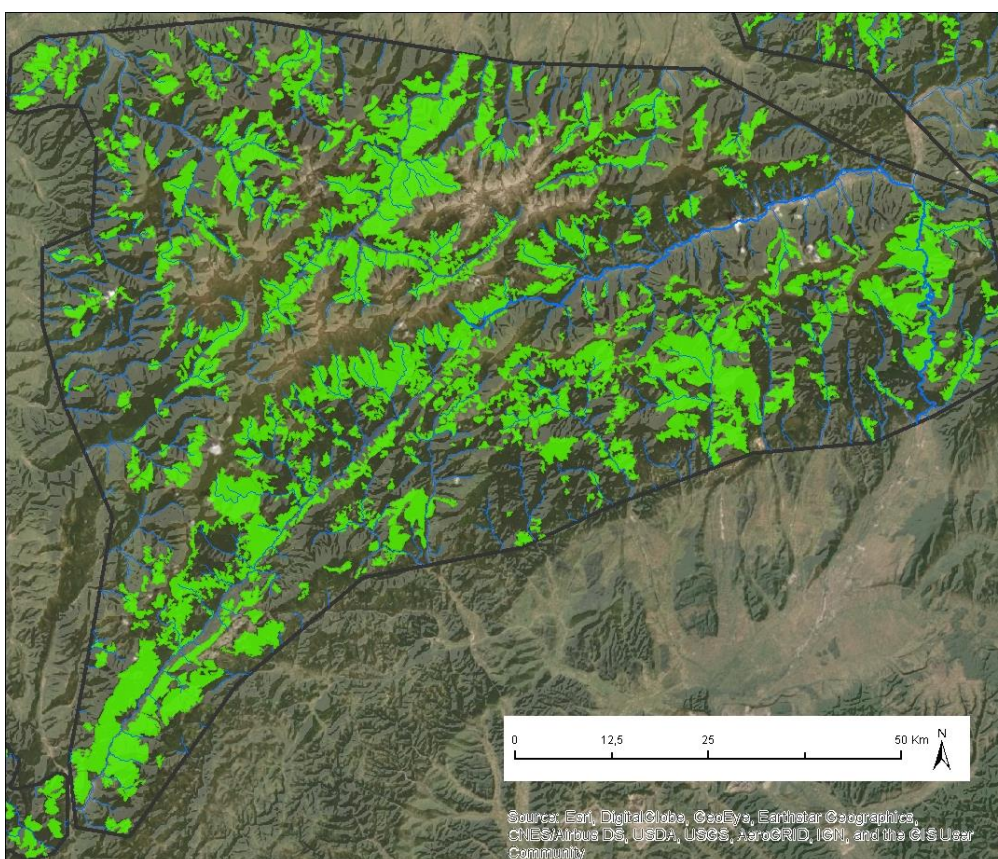 0 12,5 25 50 Km
N
Source: Esri, DigitalGlobe, GeoEye, Earthstar Geographics,
CNES/Airbus DS, USDA, USGS, AeroGRID, IGN, and the GIS User
Community